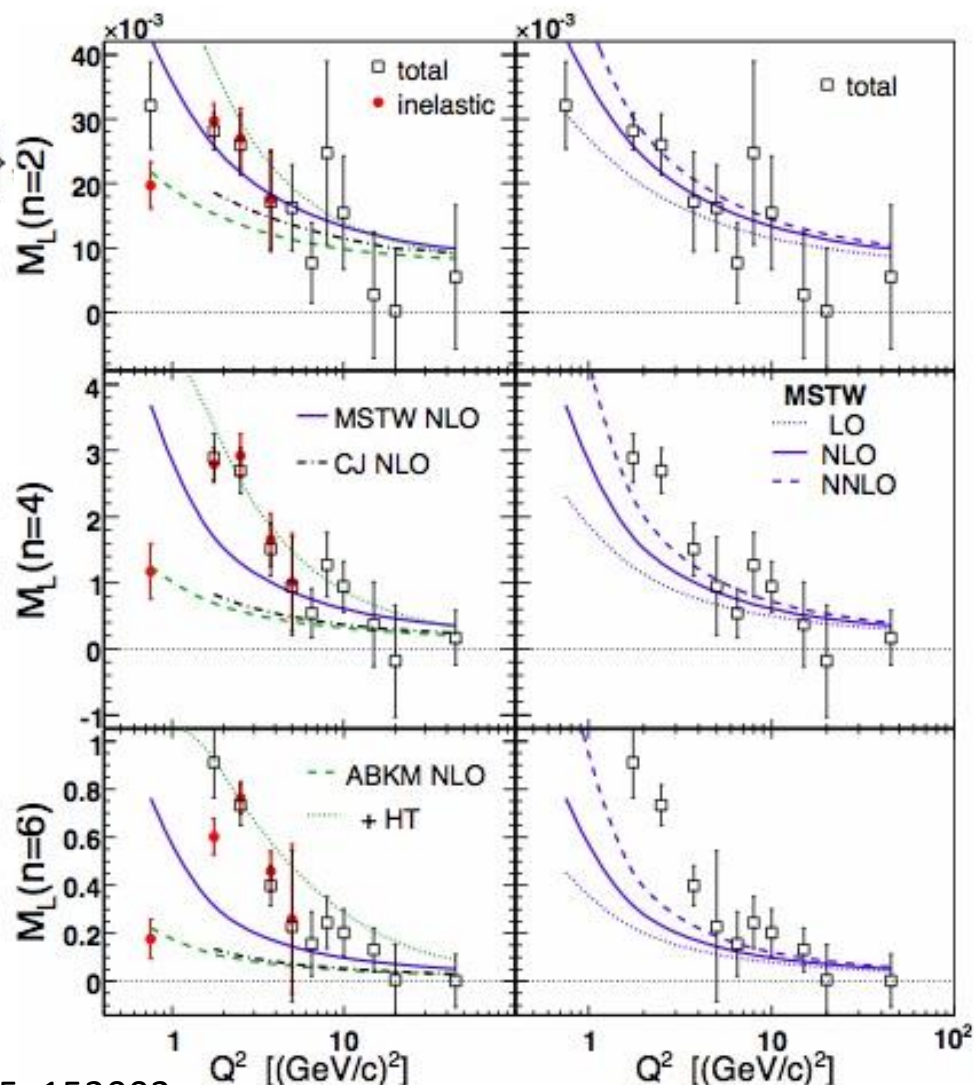 ×10⁻³
×10⁻³
40
30
20
10
0
M_L(n=2)
total
inelastic
total
4
3
2
1
0
-1
M_L(n=4)
MSTW NLO
CJ NLO
MSTW
LO
NLO
NNLO
1
0.8
0.6
0.4
0.2
0
M_L(n=6)
ABKM NLO
+ HT
1
10
1
10
10²
Q² [(GeV/c)²]
Q² [(GeV/c)²]